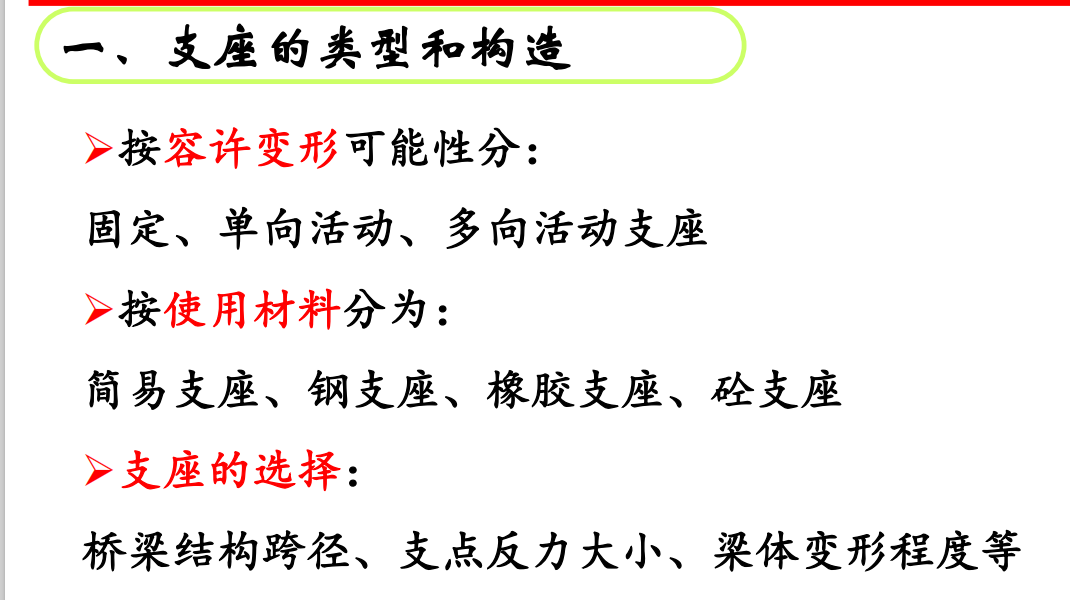 一、支座的类型和构造
➢按容许变形可能性分：
固定、单向活动、多向活动支座
➢按使用材料分为：
简易支座、钢支座、橡胶支座、砼支座
➢支座的选择：
桥梁结构跨径、支点反力大小、梁体变形程度等